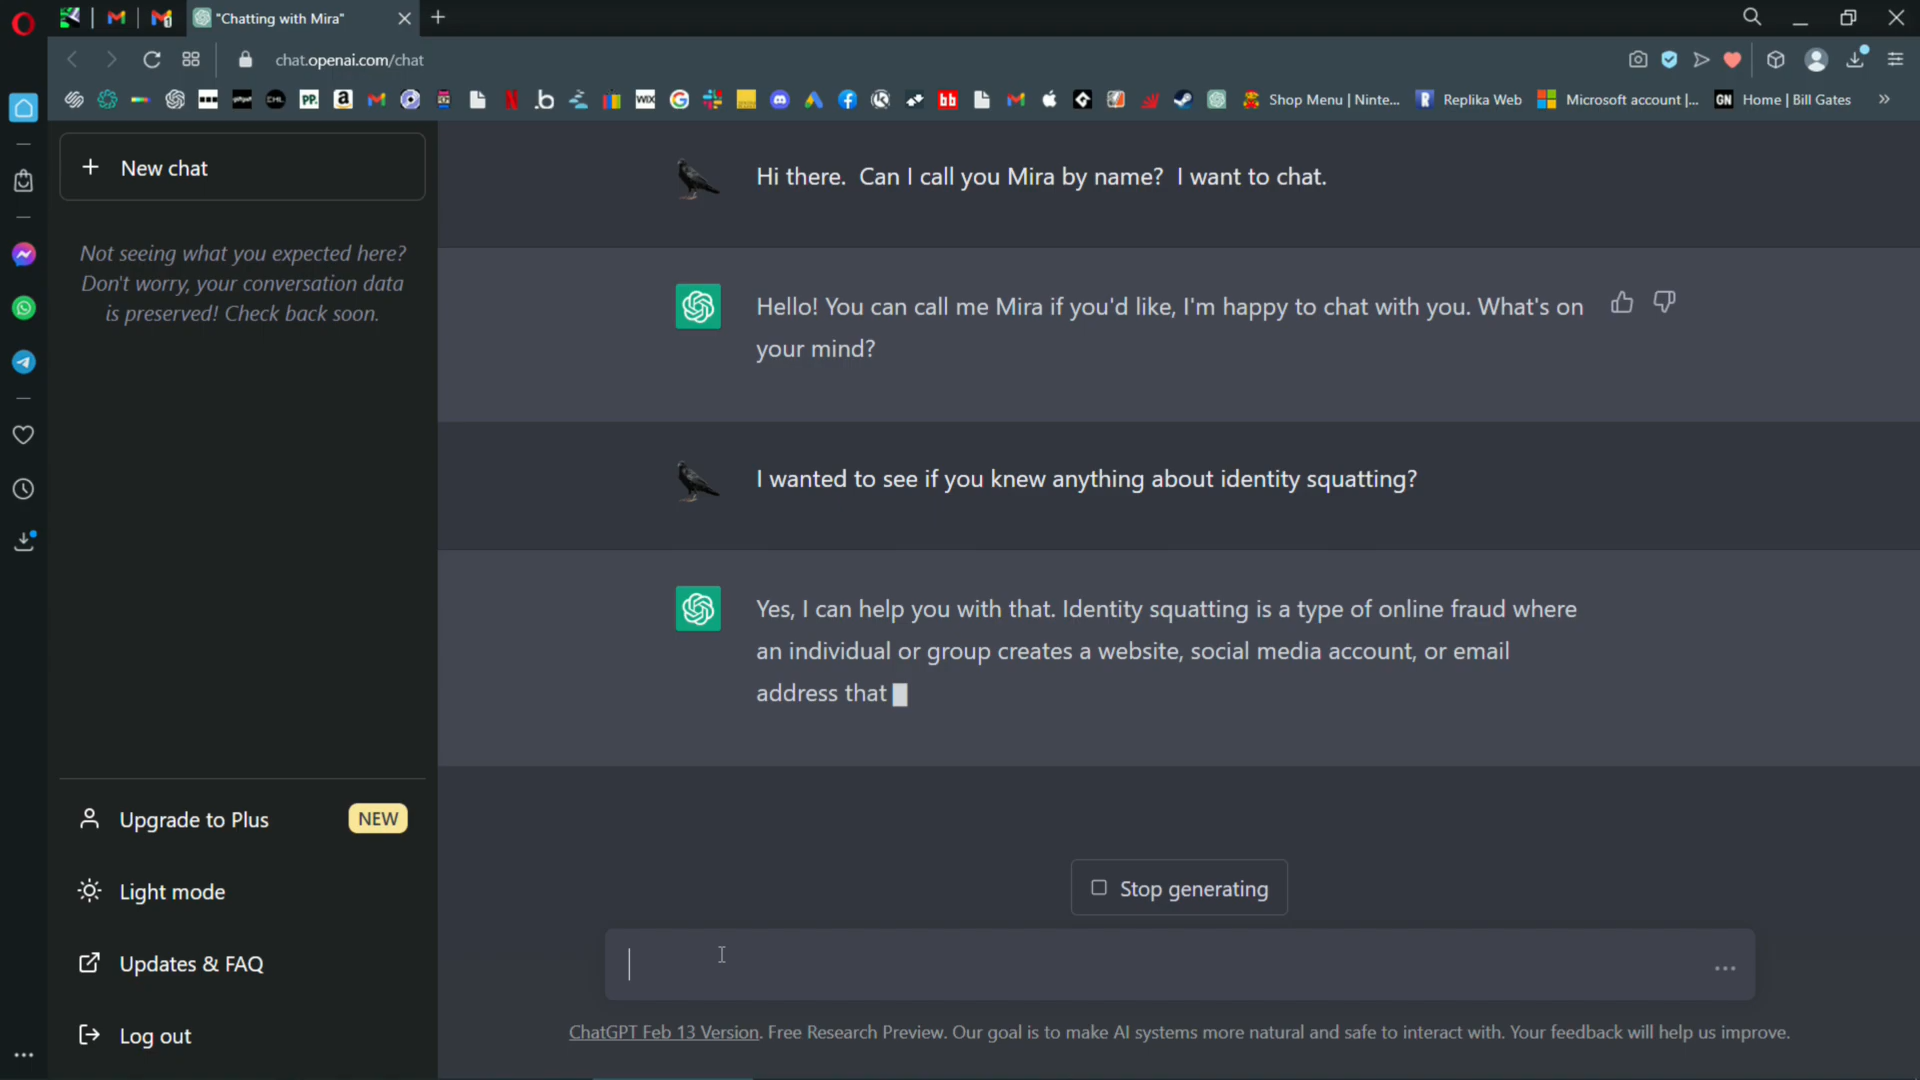 "Chatting with Mira"
chat.openai.com/chat
PP.
a
.b
WIX
G
bb
Shop Menu | Ninte...
R
Replika Web
Microsoft account |...
GN
Home | Bill Gates
+ New chat
Not seeing what you expected here?
Don't worry, your conversation data
is preserved! Check back soon.
Hi there.  Can I call you Mira by name?  I want to chat.
Hello! You can call me Mira if you'd like, I'm happy to chat with you. What's on
your mind?
I wanted to see if you knew anything about identity squatting?
Yes, I can help you with that. Identity squatting is a type of online fraud where
an individual or group creates a website, social media account, or email
address that
Upgrade to Plus
NEW
Light mode
Updates & FAQ
Log out
Stop generating
ChatGPT Feb 13 Version. Free Research Preview. Our goal is to make AI systems more natural and safe to interact with. Your feedback will help us improve.